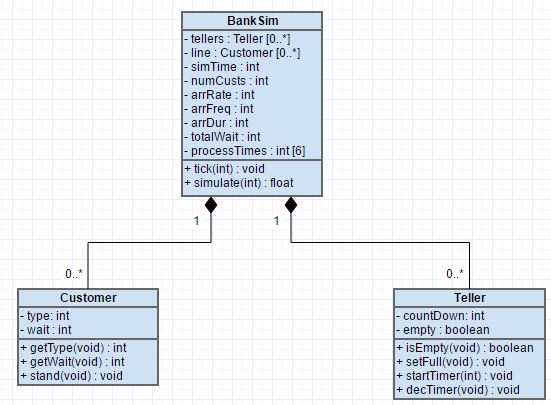 BankSim
- tellers : Teller [0..*]
- line : Customer [0..*]
- simTime : int
- numCusts : int
- arrRate : int
- arrFreq : int
- arrDur : int
- totalWait : int
- processTimes : int [6]
+ tick(int) : void
+ simulate(int) : float
1
1
0..*
0..*
Customer
- type: int
- wait : int
+ getType(void) : int
+ getWait(void) : int
+ stand(void) : void
Teller
- countDown: int
- empty : boolean
+ isEmpty(void) : boolean
+ setFull(void) : void
+ startTimer(int) : void
+ decTimer(void) : void